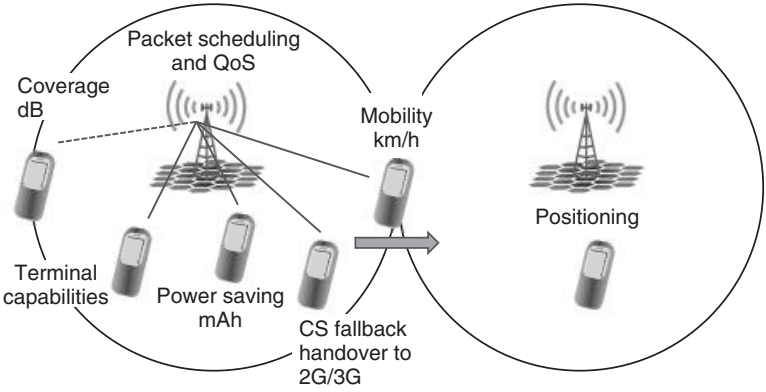 Packet scheduling
and QoS
Coverage
dB
Mobility
km/h
Positioning
Terminal
capabilities
Power saving
mAh
CS fallback
handover to
2G/3G